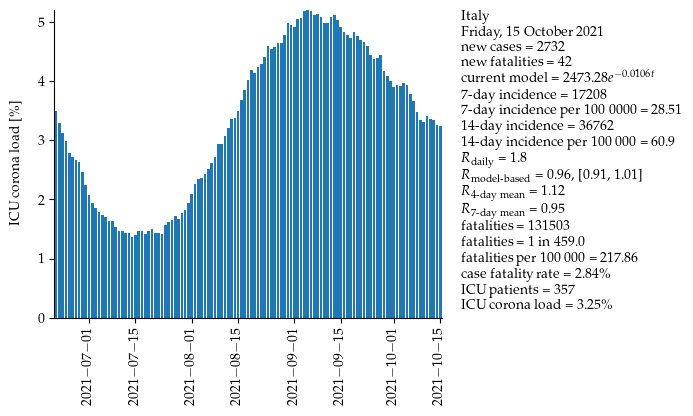 ICU corona load [%]
5
4
3
2
1
0
2021−07−01
2021−07−15
2021−08−01
2021−08−15
2021−09−01
2021−09−15
2021−10−01
2021−10−15
Italy
Friday, 15 October 2021
new cases = 2732
new fatalities = 42
current model = 2473.28e^−0.0106t
7-day incidence = 17208
7-day incidence per 100 0000 = 28.51
14-day incidence = 36762
14-day incidence per 100 000 = 60.9
R_daily = 1.8
R_model-based = 0.96, [0.91, 1.01]
R_4-day mean = 1.12
R_7-day mean = 0.95
fatalities = 131503
fatalities = 1 in 459.0
fatalities per 100 000 = 217.86
case fatality rate = 2.84%
ICU patients = 357
ICU corona load = 3.25%